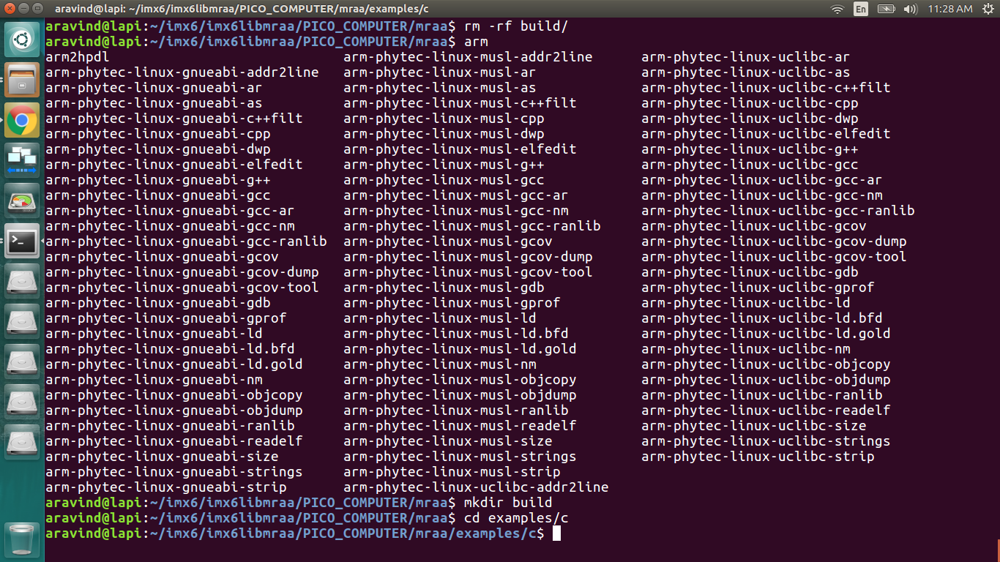 aravind@lapi: ~/imx6/imx6libmraa/PICO_COMPUTER/mraa/examples/c
En
11:28 AM
aravind@lapi:~/imx6/imx6libmraa/PICO_COMPUTER/mraa$ rm -rf build/
aravind@lapi:~/imx6/imx6libmraa/PICO_COMPUTER/mraa$ arm
arm2hpdl arm-phytec-linux-musl-addr2line arm-phytec-linux-uclibc-ar
arm-phytec-linux-gnueabi-addr2line arm-phytec-linux-musl-ar arm-phytec-linux-uclibc-as
arm-phytec-linux-gnueabi-ar arm-phytec-linux-musl-as arm-phytec-linux-uclibc-c++filt
arm-phytec-linux-gnueabi-as arm-phytec-linux-musl-c++filt arm-phytec-linux-uclibc-cpp
arm-phytec-linux-gnueabi-c++filt arm-phytec-linux-musl-cpp arm-phytec-linux-uclibc-dwp
arm-phytec-linux-gnueabi-cpp arm-phytec-linux-musl-dwp arm-phytec-linux-uclibc-elfedit
arm-phytec-linux-gnueabi-dwp arm-phytec-linux-musl-elfedit arm-phytec-linux-uclibc-g++
arm-phytec-linux-gnueabi-elfedit arm-phytec-linux-musl-g++ arm-phytec-linux-uclibc-gcc
arm-phytec-linux-gnueabi-g++ arm-phytec-linux-musl-gcc arm-phytec-linux-uclibc-gcc-ar
arm-phytec-linux-gnueabi-gcc arm-phytec-linux-musl-gcc-ar arm-phytec-linux-uclibc-gcc-nm
arm-phytec-linux-gnueabi-gcc-ar arm-phytec-linux-musl-gcc-nm arm-phytec-linux-uclibc-gcc-ranlib
arm-phytec-linux-gnueabi-gcc-nm arm-phytec-linux-musl-gcc-ranlib arm-phytec-linux-uclibc-gcov
arm-phytec-linux-gnueabi-gcc-ranlib arm-phytec-linux-musl-gcov arm-phytec-linux-uclibc-gcov-dump
arm-phytec-linux-gnueabi-gcov arm-phytec-linux-musl-gcov-dump arm-phytec-linux-uclibc-gcov-tool
arm-phytec-linux-gnueabi-gcov-dump arm-phytec-linux-musl-gcov-tool arm-phytec-linux-uclibc-gdb
arm-phytec-linux-gnueabi-gcov-tool arm-phytec-linux-musl-gdb arm-phytec-linux-uclibc-gprof
arm-phytec-linux-gnueabi-gdb arm-phytec-linux-musl-gprof arm-phytec-linux-uclibc-ld
arm-phytec-linux-gnueabi-gprof arm-phytec-linux-musl-ld arm-phytec-linux-uclibc-ld.bfd
arm-phytec-linux-gnueabi-ld arm-phytec-linux-musl-ld.bfd arm-phytec-linux-uclibc-ld.gold
arm-phytec-linux-gnueabi-ld.bfd arm-phytec-linux-musl-ld.gold arm-phytec-linux-uclibc-nm
arm-phytec-linux-gnueabi-ld.gold arm-phytec-linux-musl-nm arm-phytec-linux-uclibc-objcopy
arm-phytec-linux-gnueabi-nm arm-phytec-linux-musl-objcopy arm-phytec-linux-uclibc-objdump
arm-phytec-linux-gnueabi-objcopy arm-phytec-linux-musl-objdump arm-phytec-linux-uclibc-ranlib
arm-phytec-linux-gnueabi-objdump arm-phytec-linux-musl-ranlib arm-phytec-linux-uclibc-readelf
arm-phytec-linux-gnueabi-ranlib arm-phytec-linux-musl-readelf arm-phytec-linux-uclibc-size
arm-phytec-linux-gnueabi-readelf arm-phytec-linux-musl-size arm-phytec-linux-uclibc-strings
arm-phytec-linux-gnueabi-size arm-phytec-linux-musl-strings arm-phytec-linux-uclibc-strip
arm-phytec-linux-gnueabi-strings arm-phytec-linux-musl-strip
arm-phytec-linux-gnueabi-strip arm-phytec-linux-uclibc-addr2line
aravind@lapi:~/imx6/imx6libmraa/PICO_COMPUTER/mraa$ mkdir build
aravind@lapi:~/imx6/imx6libmraa/PICO_COMPUTER/mraa$ cd examples/c
aravind@lapi:~/imx6/imx6libmraa/PICO_COMPUTER/mraa/examples/c$